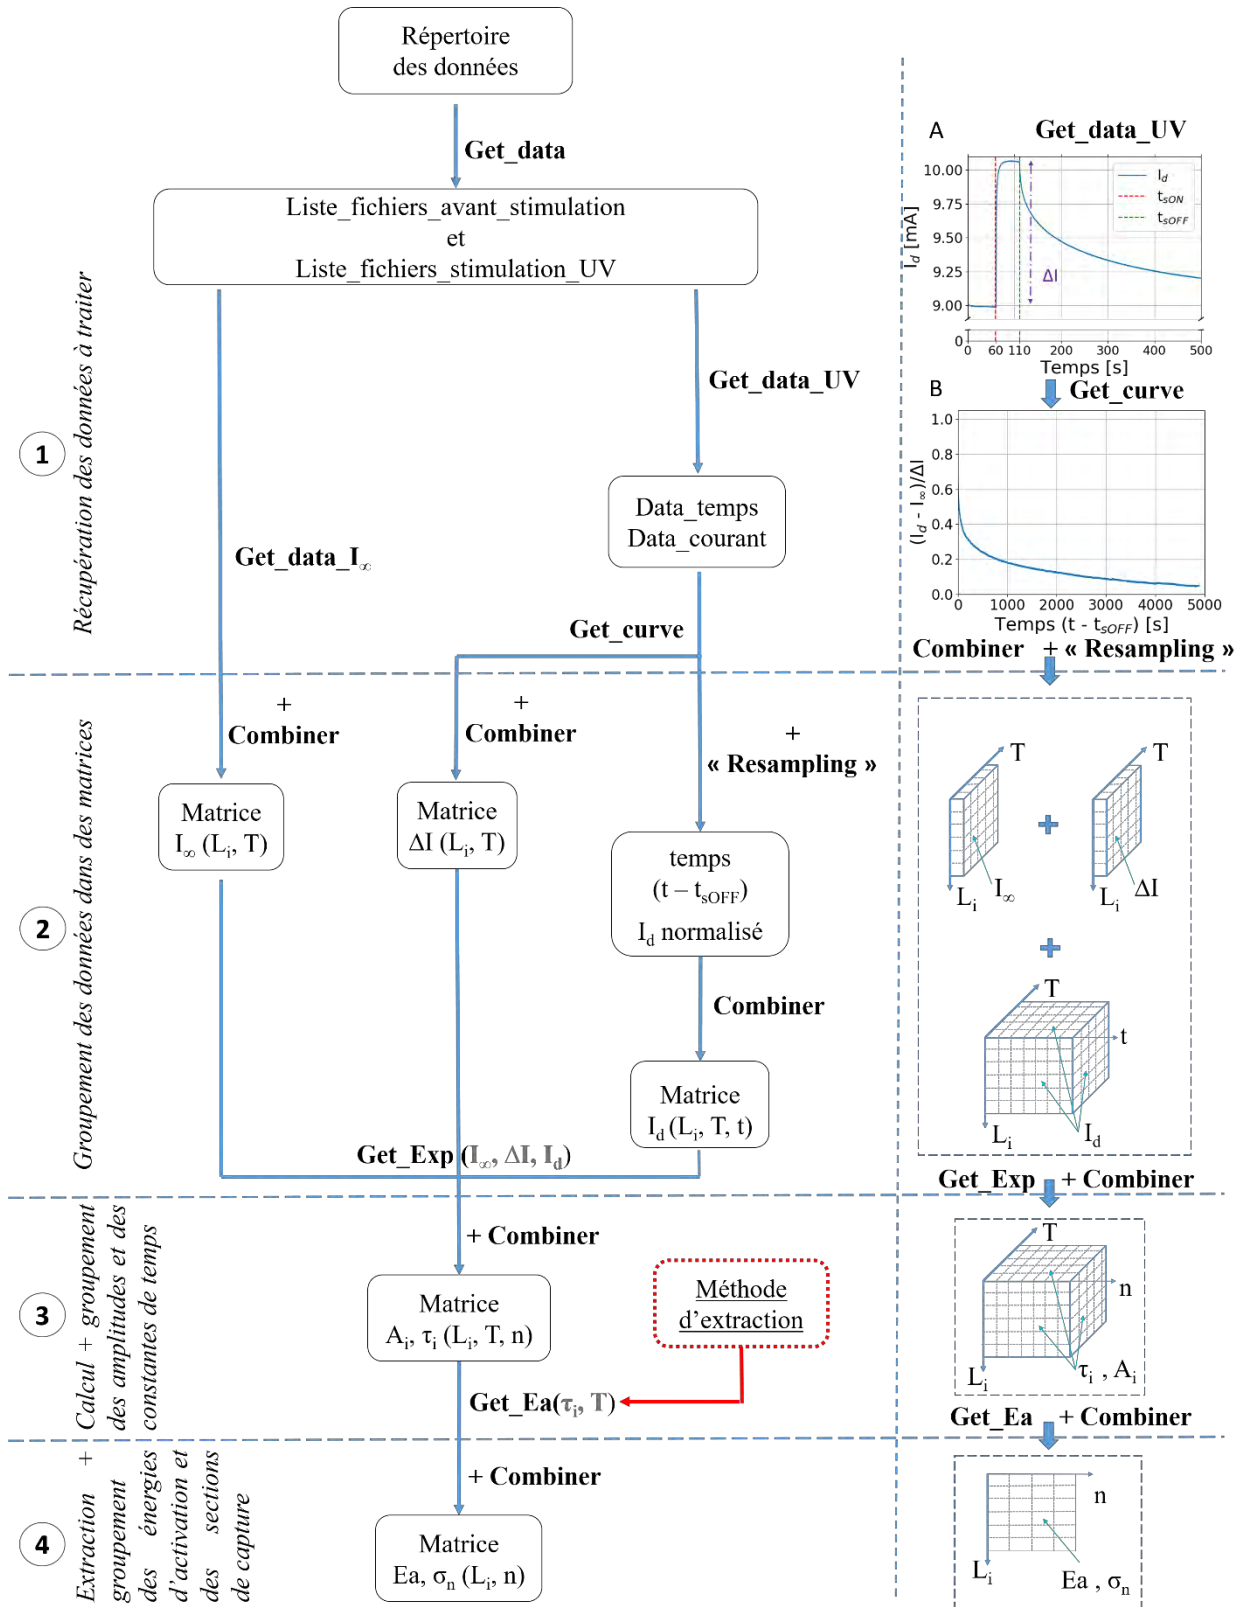 Répertoire
des données
Get_data
Liste_fichiers_avant_stimulation
et
Liste_fichiers_stimulation_UV
Get_data_UV
Data_temps
Data_courant
Get_data_I∞
Get_curve
1
Récupération des données à traiter
A
Get_data_UV
I_d [mA]
10.00
9.75
9.50
9.25
9.00
0
I_d
t_sON
t_sOFF
ΔI
0 60 110 200 300 400 500
Temps [s]
Get_curve
B
(I_d - I_∞)/ΔI
1.0
0.8
0.6
0.4
0.2
0.0
0 1000 2000 3000 4000 5000
Temps (t - t_sOFF) [s]
Combiner + « Resampling »
2
Groupement des données dans des matrices
+
Combiner
+
Combiner
+
« Resampling »
Matrice
I∞ (Li, T)
Matrice
ΔI (Li, T)
temps
(t – tsOFF)
Id normalisé
Combiner
Matrice
Id (Li, T, t)
Get_Exp (I∞, ΔI, Id)
T
Li
I∞
T
Li
ΔI
T
t
Li
Id
Get_Exp + Combiner
3
Calcul + groupement
des amplitudes et des
constantes de temps
+ Combiner
Matrice
Ai, τi (Li, T, n)
Méthode
d’extraction
Get_Ea(τi, T)
T
n
Li
τi , Ai
Get_Ea + Combiner
4
Extraction +
groupement
des énergies
d’activation et
des sections
de capture
+ Combiner
Matrice
Ea, σn (Li, n)
n
Li
Ea , σn